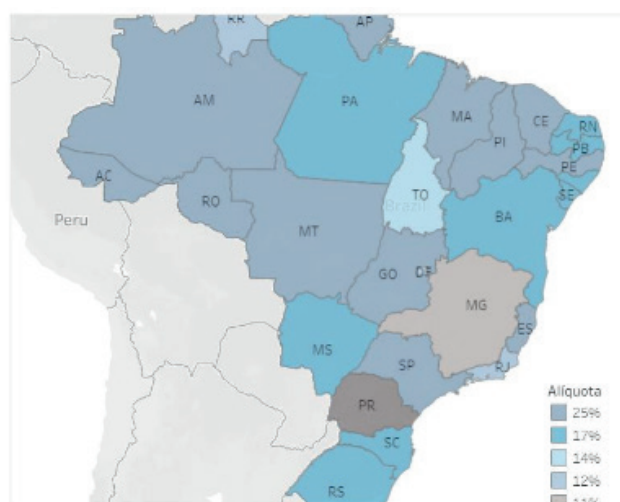 RR
AP
AM
PA
MA
CE
RN
PI
PB
PE
AC
TO
SE
RO
Brazil
BA
Peru
MT
GO
DF
MG
ES
MS
SP
RJ
PR
SC
RS
Alíquota
25%
17%
14%
12%
11%